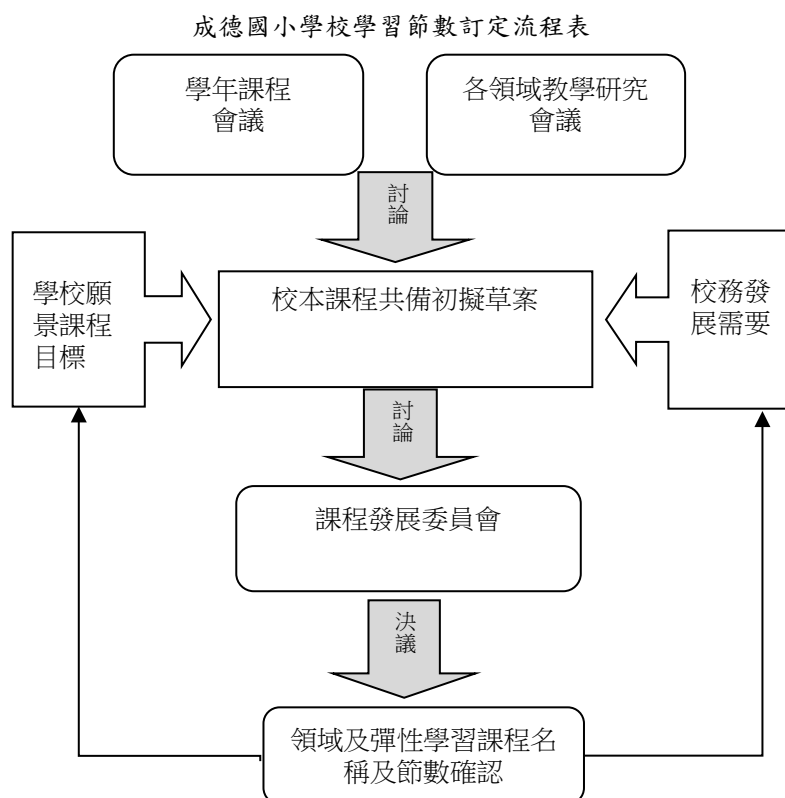 成德國小學校學習節數訂定流程表
學年課程
會議
各領域教學研究
會議
討論
學校願
景課程
目標
校本課程共備初擬草案
校務發
展需要
討論
課程發展委員會
決議
領域及彈性學習課程名
稱及節數確認